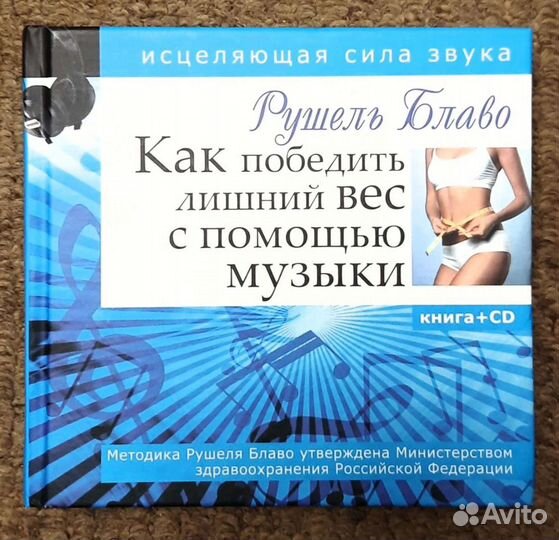 исцеляющая сила звука
Рушель Блаво
Как победить
лишний вес
с помощью
музыки
книга+CD
Методика Рушеля Блаво утверждена Министерством
здравоохранения Российской Федерации
Avito